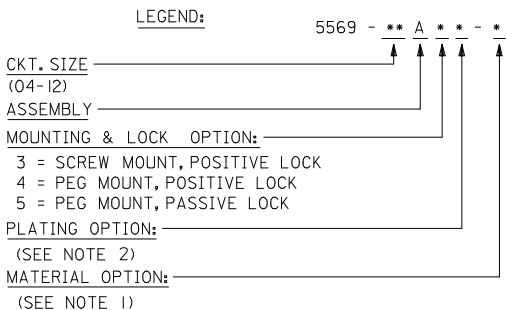 LEGEND:
5569 - ** A * * - *
CKT. SIZE
(04-12)
ASSEMBLY
MOUNTING & LOCK OPTION:
3 = SCREW MOUNT, POSITIVE LOCK
4 = PEG MOUNT, POSITIVE LOCK
5 = PEG MOUNT, PASSIVE LOCK
PLATING OPTION:
(SEE NOTE 2)
MATERIAL OPTION:
(SEE NOTE 1)